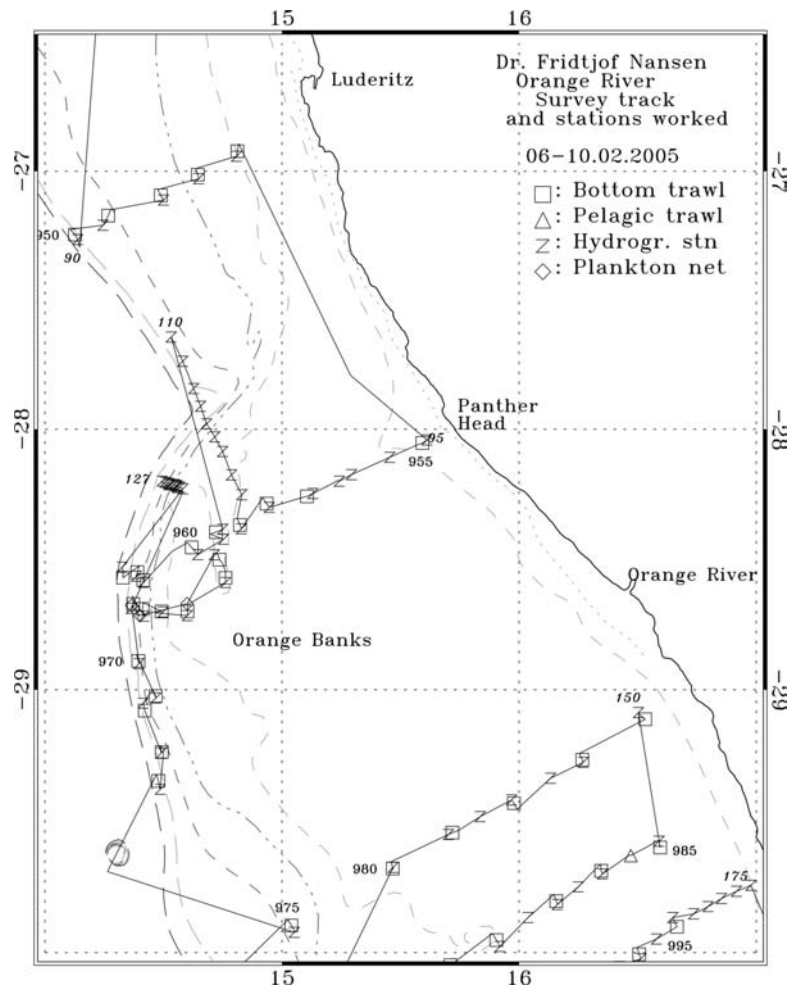 15
16
Luderitz
Dr. Fridtjof Nansen
Orange River
Survey track
and stations worked
06-10.02.2005
□: Bottom trawl
△: Pelagic trawl
Z: Hydrogr. stn
◇: Plankton net
-27
-27
950
90
110
Panther
Head
-28
-28
95
955
127
960
Orange River
Orange Banks
970
-29
-29
150
980
985
175
975
995
15
16